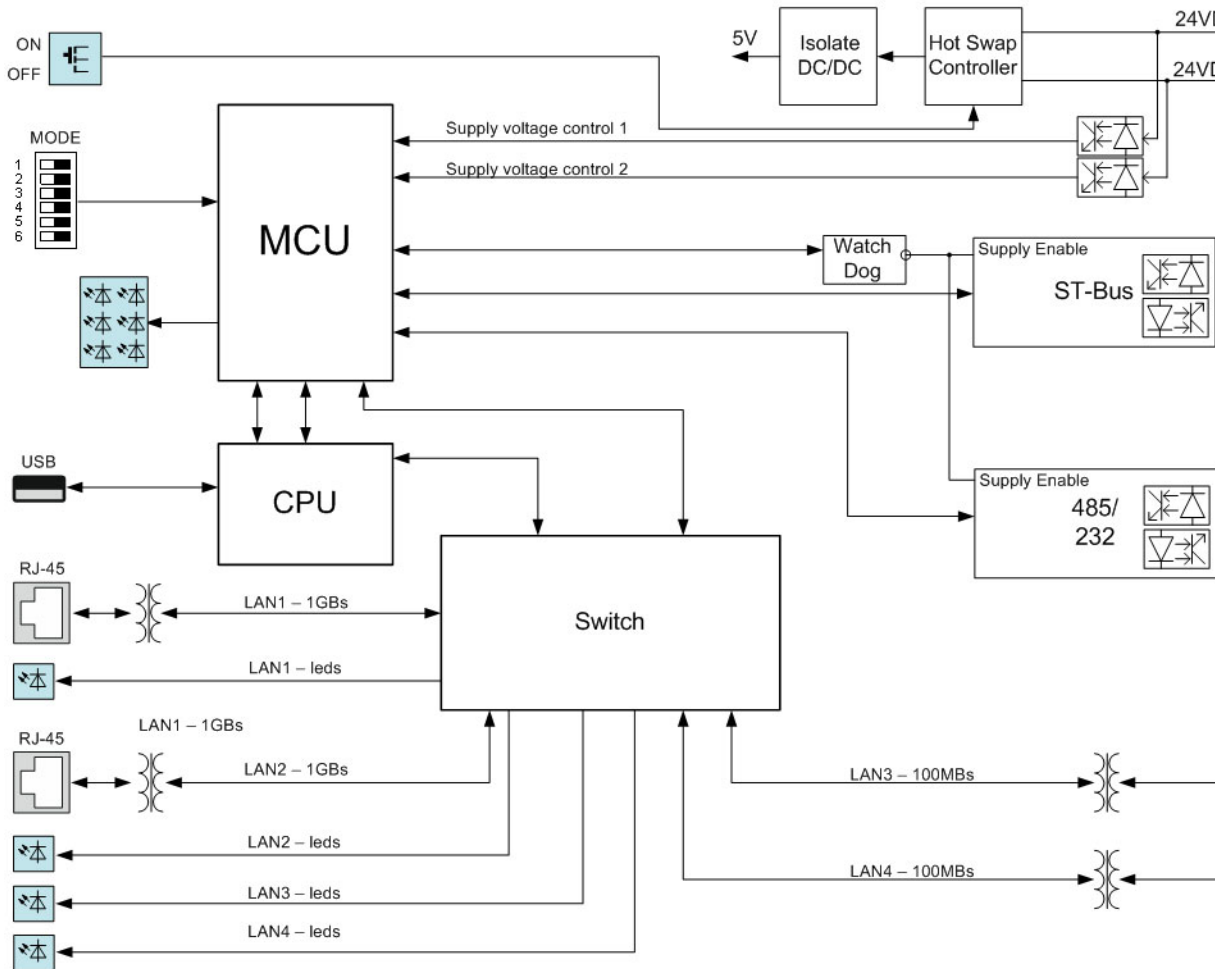 ON
OFF
5V
Isolate
DC/DC
Hot Swap
Controller
24VD
24VD
MODE
1
2
3
4
5
6
Supply voltage control 1
Supply voltage control 2
MCU
Watch
Dog
Supply Enable
ST-Bus
USB
CPU
Supply Enable
485/
232
RJ-45
LAN1 – 1GBs
Switch
LAN1 – leds
LAN1 – 1GBs
RJ-45
LAN2 – 1GBs
LAN3 – 100MBs
LAN2 – leds
LAN4 – 100MBs
LAN3 – leds
LAN4 – leds